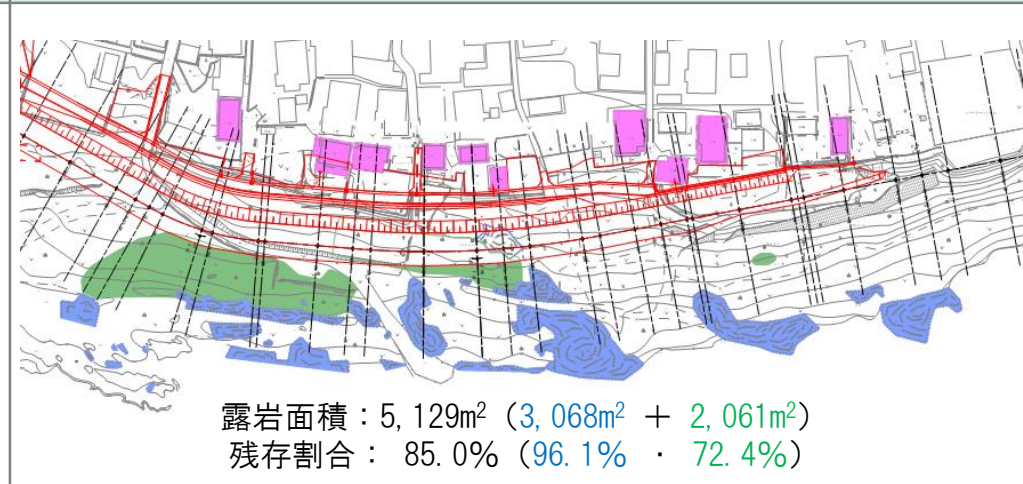 露岩面積：5,129m² （3,068m² ＋ 2,061m²）
残存割合： 85.0% （96.1% ・ 72.4%）